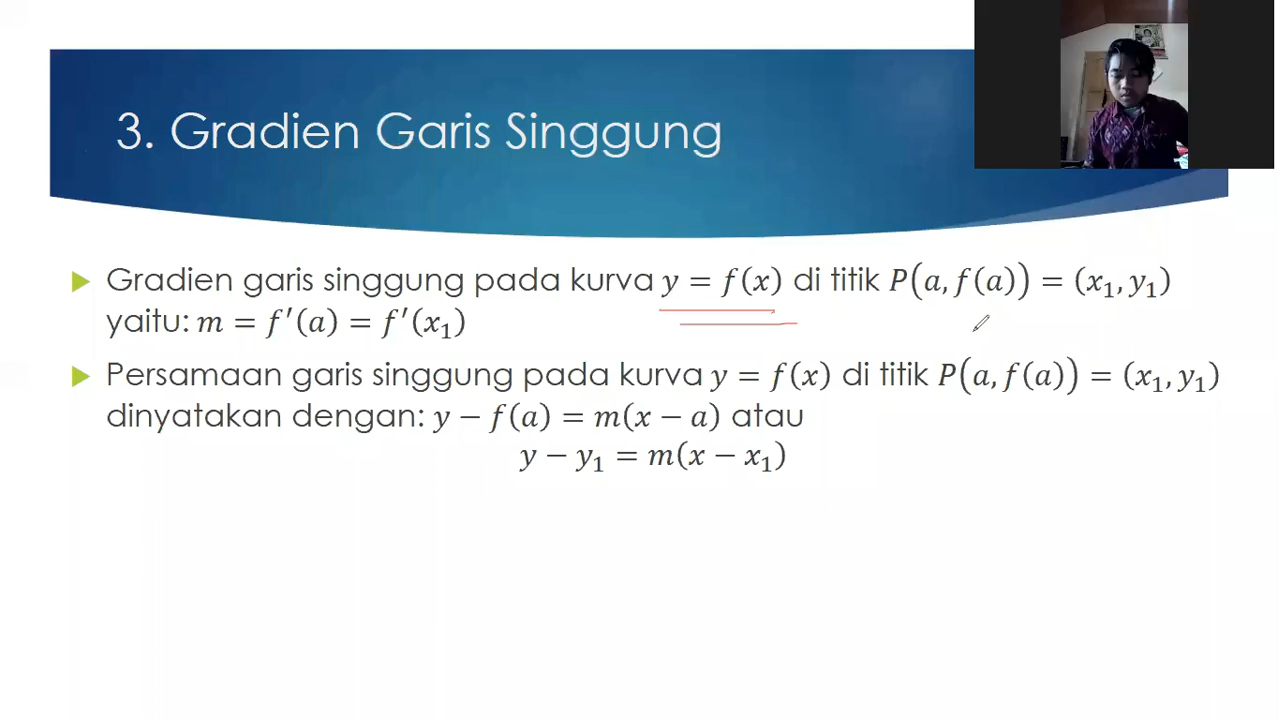 3. Gradien Garis Singgung
Gradien garis singgung pada kurva y = f(x) di titik P(a, f(a)) = (x₁, y₁)
yaitu: m = f′(a) = f′(x₁)
Persamaan garis singgung pada kurva y = f(x) di titik P(a, f(a)) = (x₁, y₁)
dinyatakan dengan: y − f(a) = m(x − a) atau
y − y₁ = m(x − x₁)